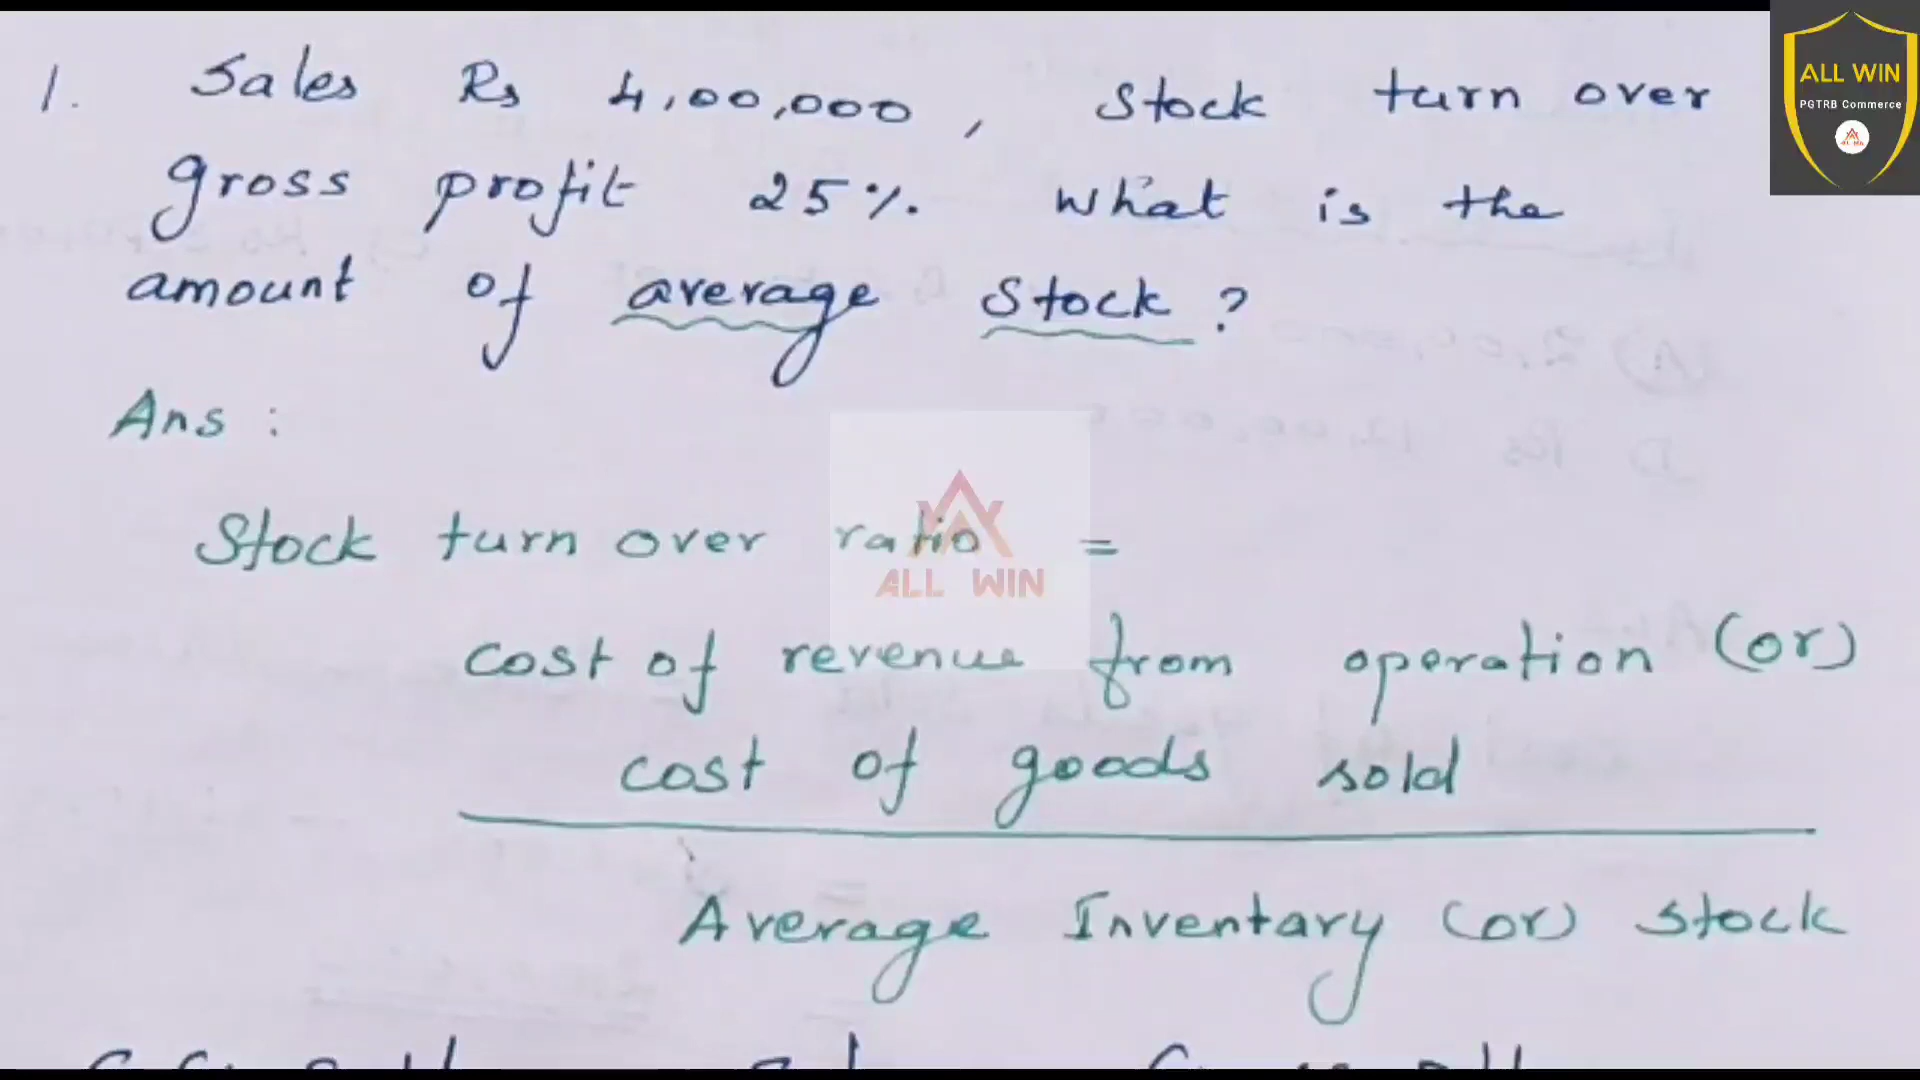 1. Sales Rs 4,00,000, Stock turn over
gross profit 25%. What is the
amount of average Stock ?
Ans :
Stock turn over ratio =
cost of revenue from operation (or)
cost of goods sold
Average Inventary (or) stock
ALL WIN
PGTRB Commerce
ALL WIN